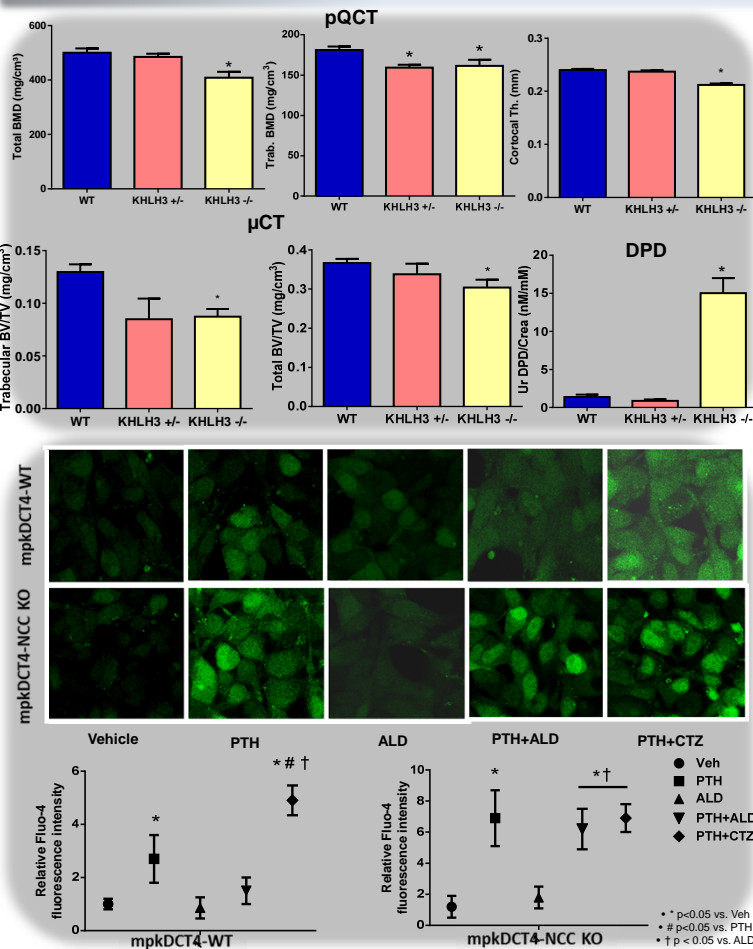 pQCT
Total BMD (mg/cm³)
600
400
200
0
WT
KHLH3 +/-
KHLH3 -/-
*
Trab. BMD (mg/cm³)
200
150
100
50
0
WT
KHLH3 +/-
KHLH3 -/-
*
*
Cortocal Th. (mm)
0.3
0.2
0.1
0.0
WT
KHLH3 +/-
KHLH3 -/-
*
µCT
Trabecular BV/TV (mg/cm³)
0.15
0.10
0.05
0.00
WT
KHLH3 +/-
KHLH3 -/-
*
Total BV/TV (mg/cm³)
0.4
0.3
0.2
0.1
0.0
WT
KHLH3 +/-
KHLH3 -/-
*
DPD
Ur DPD/Crea (nM/mM)
20
15
10
5
0
WT
KHLH3 +/-
KHLH3 -/-
*
mpkDCT4-WT
mpkDCT4-NCC KO
Vehicle
PTH
ALD
PTH+ALD
PTH+CTZ
Relative Fluo-4
fluorescence intensity
6
4
2
0
*
* # †
mpkDCT4-WT
Relative Fluo-4
fluorescence intensity
10
8
6
4
2
0
*
* †
mpkDCT4-NCC KO
Veh
PTH
ALD
PTH+ALD
PTH+CTZ
• * p<0.05 vs. Veh
• # p<0.05 vs. PTH
• † p < 0.05 vs. ALD